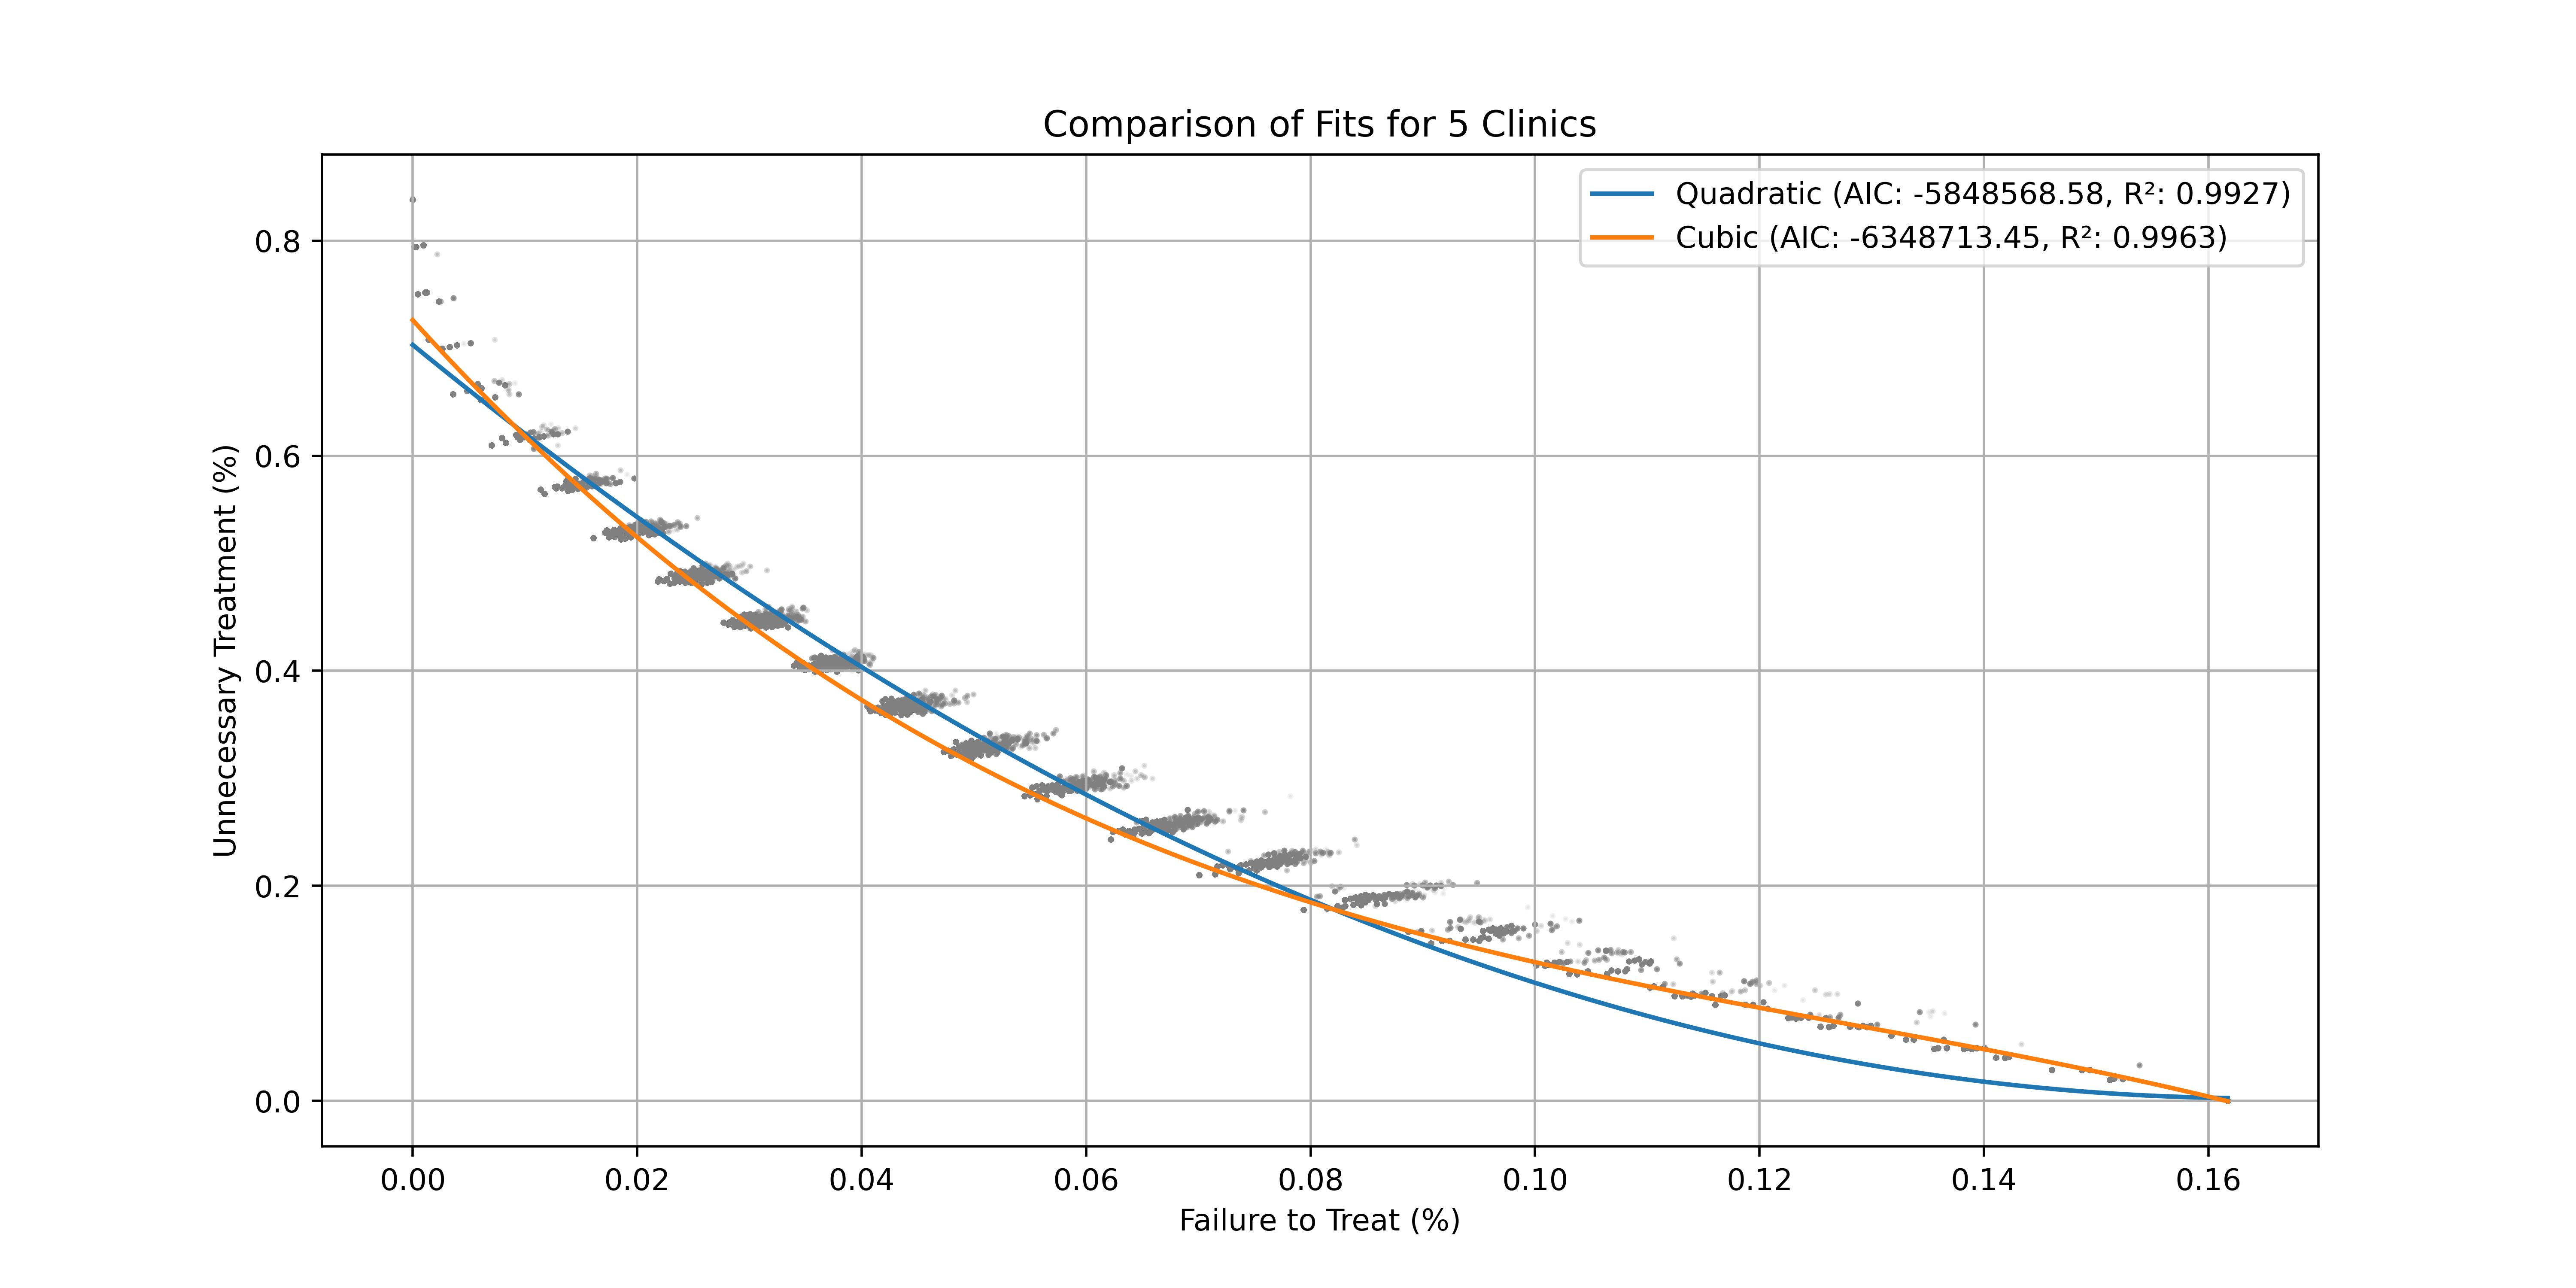 Comparison of Fits for 5 Clinics
Quadratic (AIC: -5848568.58, R²: 0.9927)
Cubic (AIC: -6348713.45, R²: 0.9963)
Unnecessary Treatment (%)
0.8
0.6
0.4
0.2
0.0
0.00 0.02 0.04 0.06 0.08 0.10 0.12 0.14 0.16
Failure to Treat (%)